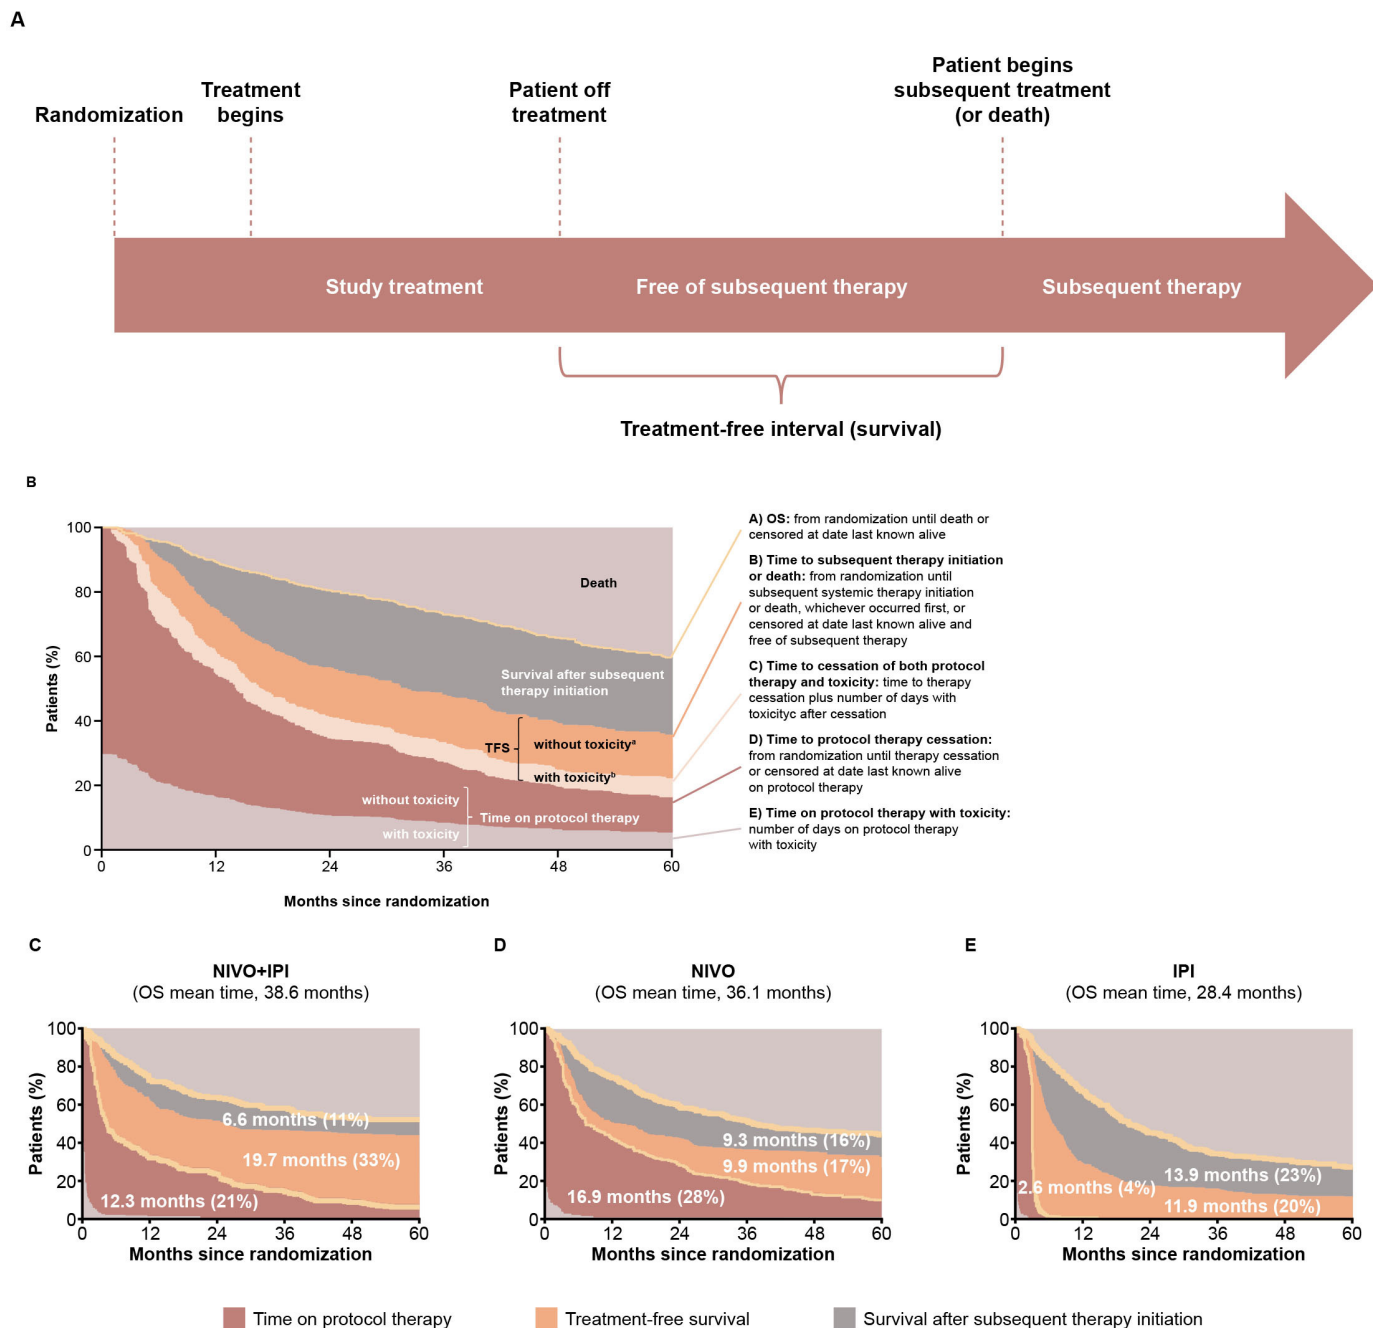 A
Randomization
Treatment
begins
Patient off
treatment
Patient begins
subsequent treatment
(or death)
Study treatment
Free of subsequent therapy
Subsequent therapy
Treatment-free interval (survival)
B
Patients (%)
100
80
60
40
20
0
0
12
24
36
48
60
Months since randomization
Death
Survival after subsequent
therapy initiation
TFS
without toxicityᵃ
with toxicityᵇ
without toxicity
Time on protocol therapy
with toxicity
A) OS: from randomization until death or
censored at date last known alive
B) Time to subsequent therapy initiation
or death: from randomization until
subsequent systemic therapy initiation
or death, whichever occurred first, or
censored at date last known alive and
free of subsequent therapy
C) Time to cessation of both protocol
therapy and toxicity: time to therapy
cessation plus number of days with
toxicityc after cessation
D) Time to protocol therapy cessation:
from randomization until therapy cessation
or censored at date last known alive
on protocol therapy
E) Time on protocol therapy with toxicity:
number of days on protocol therapy
with toxicity
C
NIVO+IPI
(OS mean time, 38.6 months)
Patients (%)
100
80
60
40
20
0
6.6 months (11%)
19.7 months (33%)
12.3 months (21%)
0
12
24
36
48
60
Months since randomization
D
NIVO
(OS mean time, 36.1 months)
Patients (%)
100
80
60
40
20
0
9.3 months (16%)
9.9 months (17%)
16.9 months (28%)
0
12
24
36
48
60
Months since randomization
E
IPI
(OS mean time, 28.4 months)
Patients (%)
100
80
60
40
20
0
13.9 months (23%)
2.6 months (4%)
11.9 months (20%)
0
12
24
36
48
60
Months since randomization
Time on protocol therapy
Treatment-free survival
Survival after subsequent therapy initiation